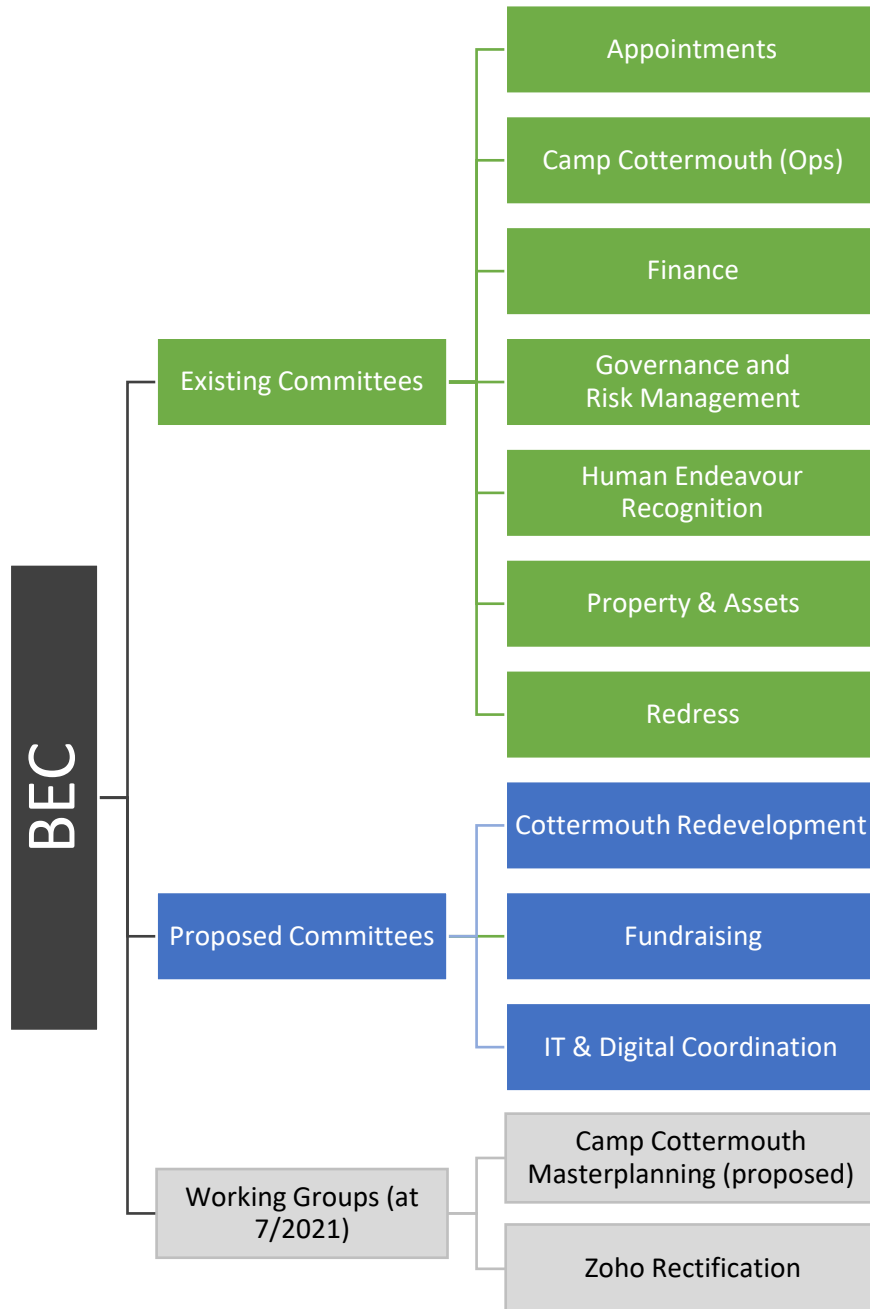 BEC
Existing Committees
Appointments
Camp Cottermouth (Ops)
Finance
Governance and
Risk Management
Human Endeavour
Recognition
Property & Assets
Redress
Proposed Committees
Cottermouth Redevelopment
Fundraising
IT & Digital Coordination
Working Groups (at
7/2021)
Camp Cottermouth
Masterplanning (proposed)
Zoho Rectification